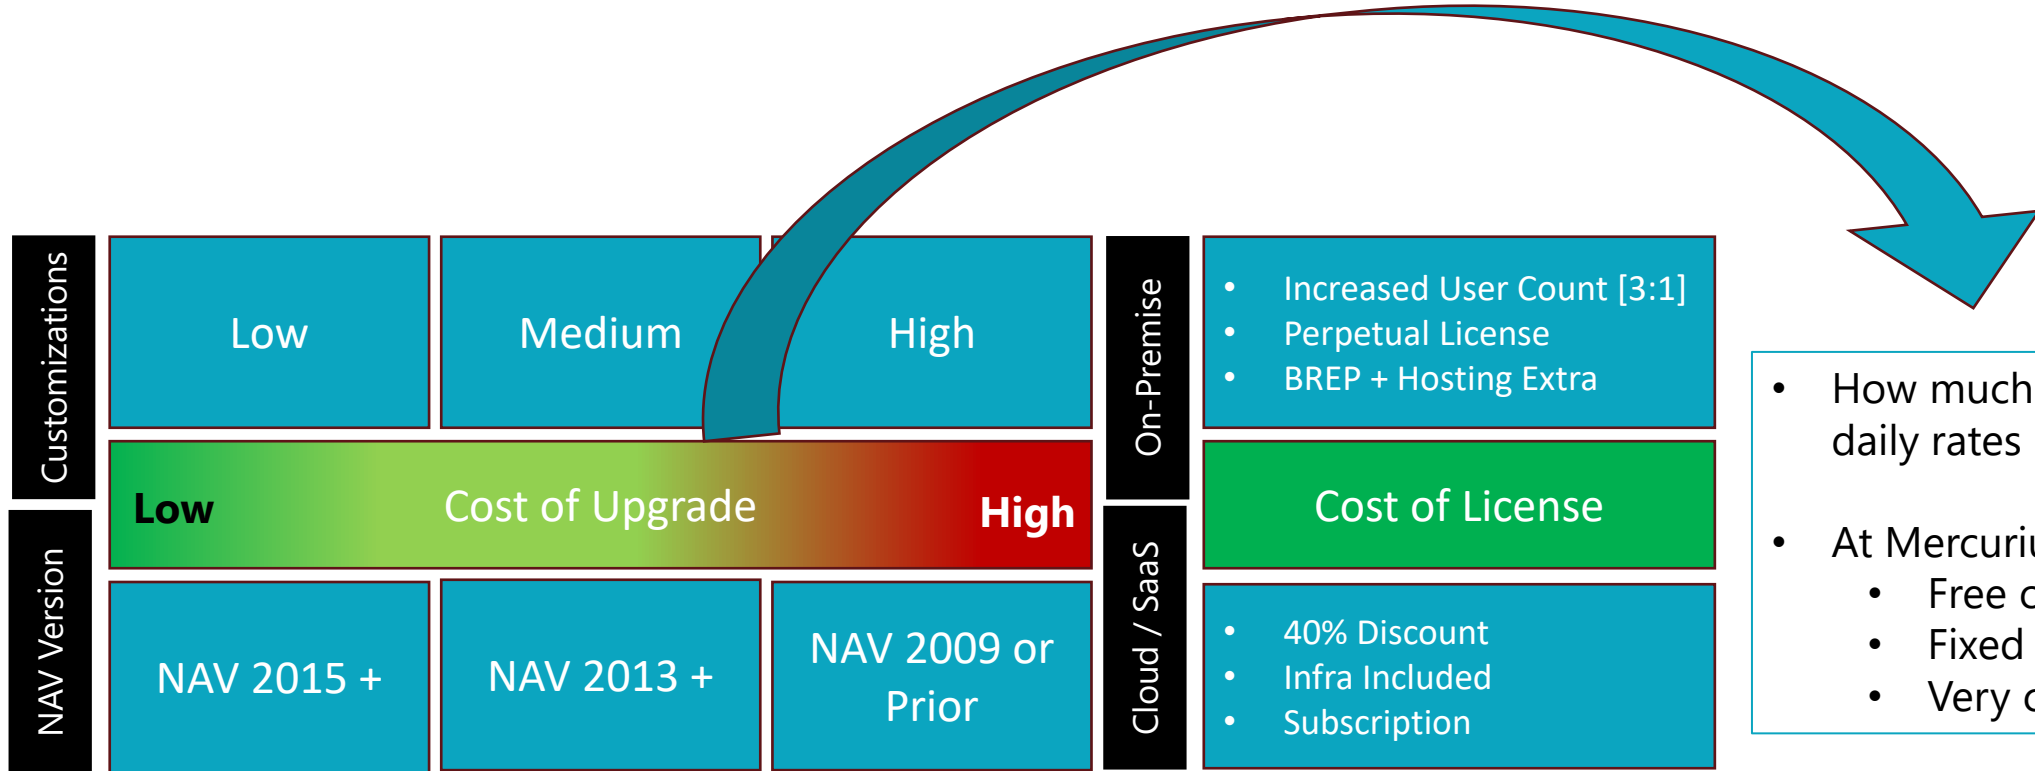 Customizations
Low
Medium
High
Low
Cost of Upgrade
High
NAV Version
NAV 2015 +
NAV 2013 +
NAV 2009 or
Prior
On-Premise
• Increased User Count [3:1]
• Perpetual License
• BREP + Hosting Extra
Cost of License
Cloud / SaaS
• 40% Discount
• Infra Included
• Subscription
• How much
daily rates
• At
• Free
• Fixed
• Very